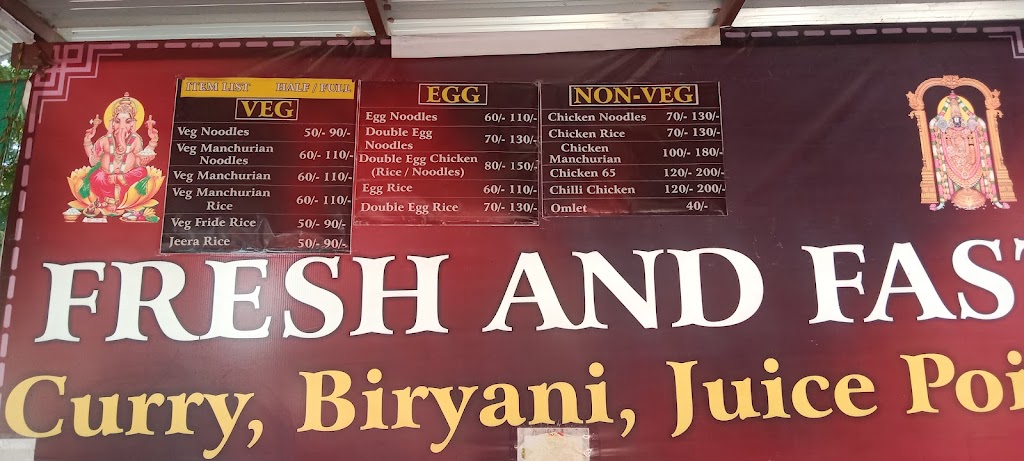 ITEM LIST HALF / FULL
VEG
Veg Noodles 50/- 90/-
Veg Manchurian
Noodles 60/- 110/-
Veg Manchurian 60/- 110/-
Veg Manchurian
Rice 60/- 110/-
Veg Fride Rice 50/- 90/-
Jeera Rice 50/- 90/-
EGG
Egg Noodles 60/- 110/-
Double Egg
Noodles 70/- 130/-
Double Egg Chicken
(Rice / Noodles) 80/- 150/-
Egg Rice 60/- 110/-
Double Egg Rice 70/- 130/-
NON-VEG
Chicken Noodles 70/- 130/-
Chicken Rice 70/- 130/-
Chicken
Manchurian 100/- 180/-
Chicken 65 120/- 200/-
Chilli Chicken 120/- 200/-
Omlet 40/-
FRESH AND FAST
Curry, Biryani, Juice Poi